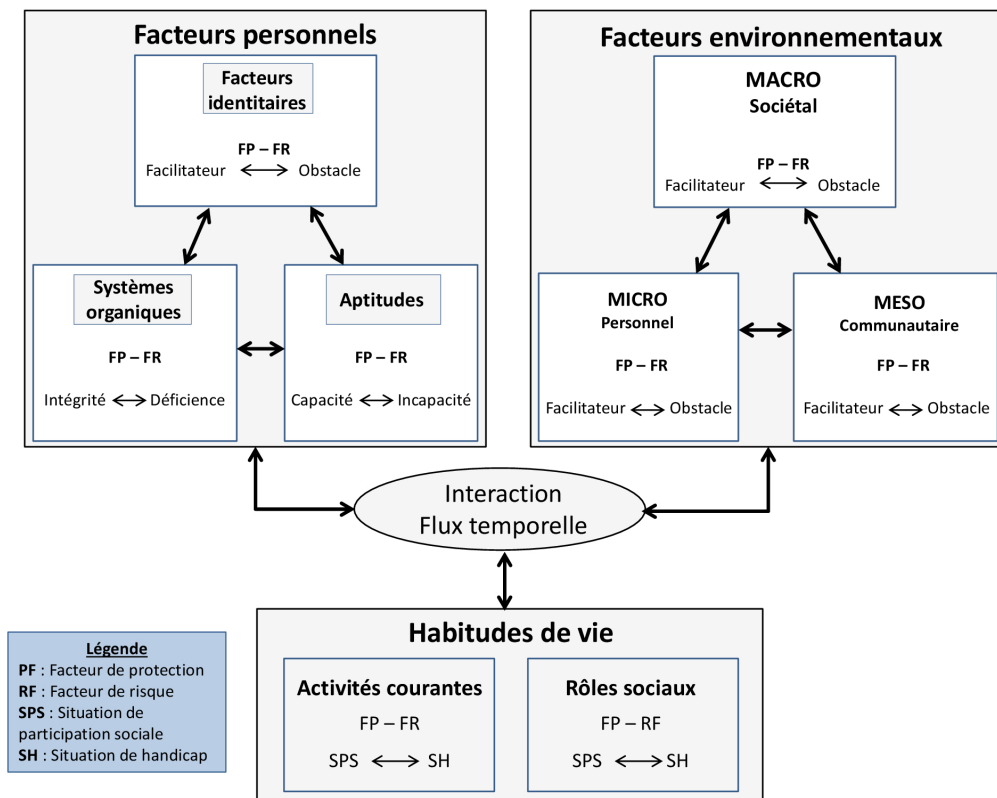 Facteurs personnels
Facteurs
identitaires
FP – FR
Facilitateur
Obstacle
Systèmes
organiques
FP – FR
Intégrité
Déficience
Aptitudes
FP – FR
Capacité
Incapacité
Facteurs environnementaux
MACRO
Sociétal
FP – FR
Facilitateur
Obstacle
MICRO
Personnel
FP – FR
Facilitateur
Obstacle
MESO
Communautaire
FP – FR
Facilitateur
Obstacle
Interaction
Flux temporelle
Habitudes de vie
Activités courantes
FP – FR
SPS
SH
Rôles sociaux
FP – RF
SPS
SH
Légende
PF : Facteur de protection
RF : Facteur de risque
SPS : Situation de
participation sociale
SH : Situation de handicap